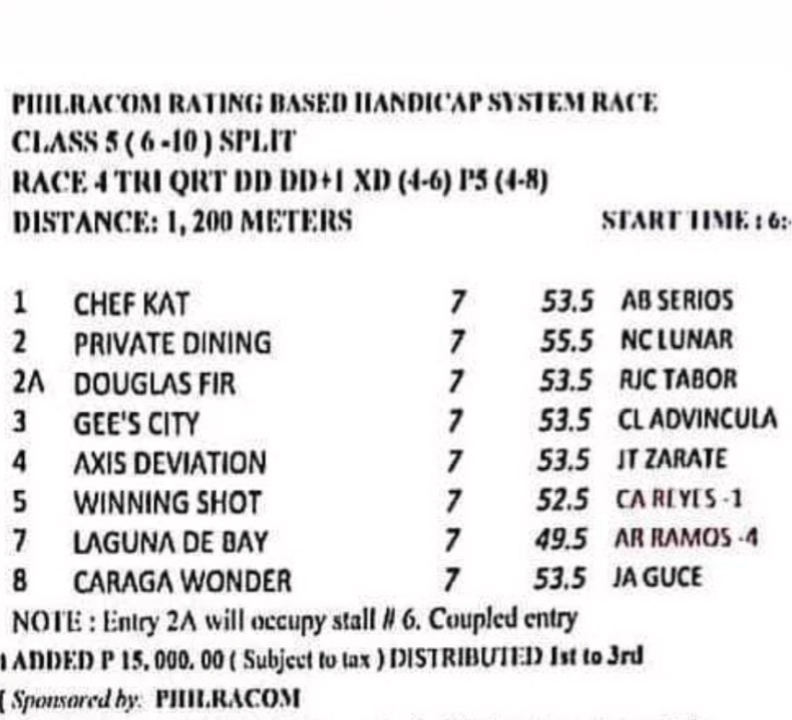 PHILRACOM RATING BASED HANDICAP SYSTEM RACE
CLASS 5 ( 6 -10 ) SPLIT
RACE 4 TRI QRT DD DD+1 XD (4-6) P5 (4-8)
DISTANCE: 1, 200 METERS START TIME : 6:
1 CHEF KAT 7 53.5 AB SERIOS
2 PRIVATE DINING 7 55.5 NC LUNAR
2A DOUGLAS FIR 7 53.5 RJC TABOR
3 GEE'S CITY 7 53.5 CL ADVINCULA
4 AXIS DEVIATION 7 53.5 JT ZARATE
5 WINNING SHOT 7 52.5 CA REYES -1
7 LAGUNA DE BAY 7 49.5 AR RAMOS -4
8 CARAGA WONDER 7 53.5 JA GUCE
NOTE : Entry 2A will occupy stall # 6. Coupled entry
ADDED P 15, 000. 00 ( Subject to tax ) DISTRIBUTED 1st to 3rd
( Sponsored by: PHILRACOM